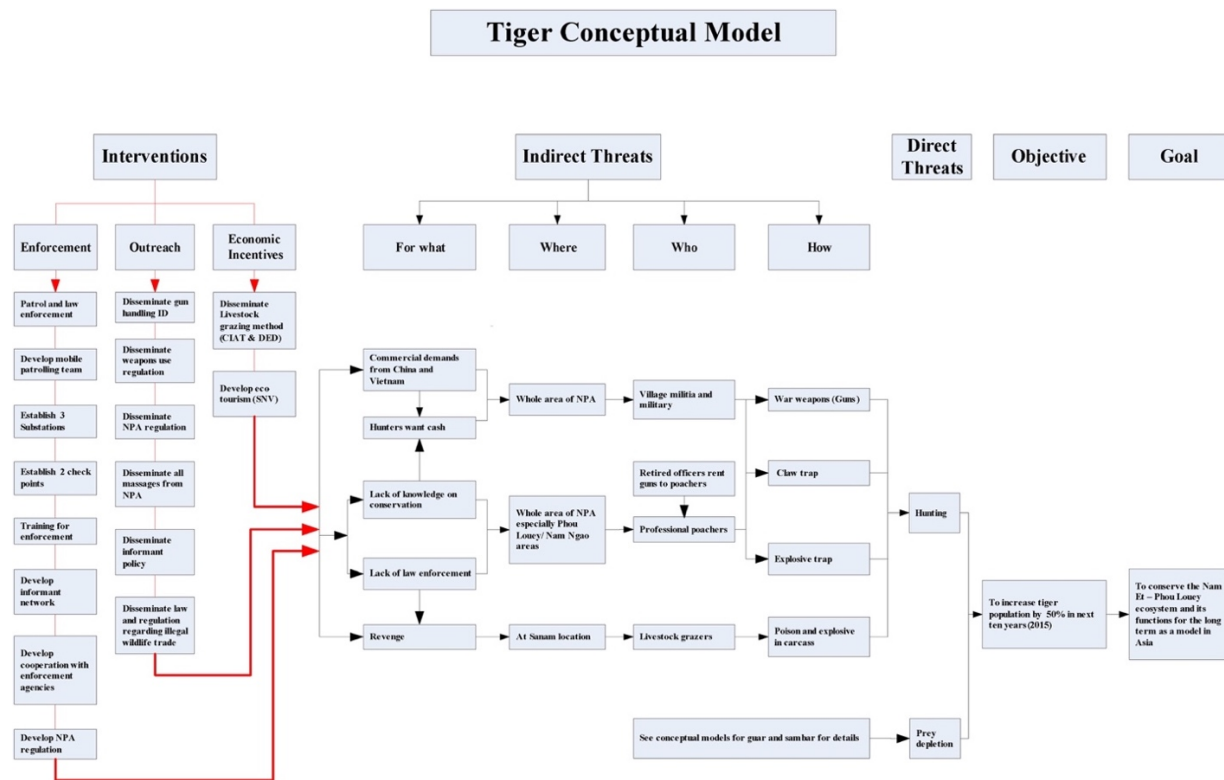 Tiger Conceptual Model
Interventions
Indirect Threats
Direct
Threats
Objective
Goal
Enforcement
Outreach
Economic
Incentives
For what
Where
Who
How
Patrol and law
enforcement
Develop mobile
patrolling team
Establish 3
Substations
Establish 2 check
points
Training for
enforcement
Develop
informant
network
Develop
cooperation with
enforcement
agencies
Develop NPA
regulation
Disseminate gun
handling ID
Disseminate
weapons use
regulation
Disseminate
NPA regulation
Disseminate all
massages from
NPA
Disseminate
informant
policy
Disseminate law
and regulation
regarding illegal
wildlife trade
Disseminate
Livestock
grazing method
(CIAT & DED)
Develop eco
tourism (SNV)
Commercial demands
from China and
Vietnam
Hunters want cash
Lack of knowledge on
conservation
Lack of law enforcement
Revenge
Whole area of NPA
Whole area of NPA
especially Phou
Louey/ Nam Ngao
areas
At Sanam location
Village militia and
military
Retired officers rent
guns to poachers
Professional poachers
Livestock grazers
War weapons (Guns)
Claw trap
Explosive trap
Poison and explosive
in carcass
See conceptual models for guar and sambar for details
Hunting
Prey
depletion
To increase tiger
population by 50% in next
ten years (2015)
To conserve the Nam
Et – Phou Louey
ecosystem and its
functions for the long
term as a model in
Asia